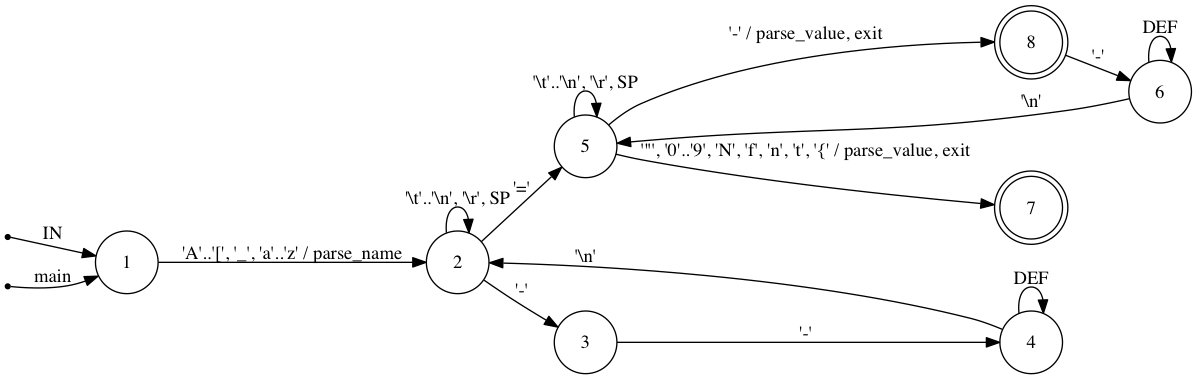 IN
main
1
'A'..'[', '_', 'a'..'z' / parse_name
2
'\t'..'\n', '\r', SP
'='
'-'
5
'\t'..'\n', '\r', SP
'-' / parse_value, exit
8
'-'
6
DEF
'\n'
'"', '0'..'9', 'N', 'f', 'n', 't', '{' / parse_value, exit
7
'\n'
3
'-'
4
DEF